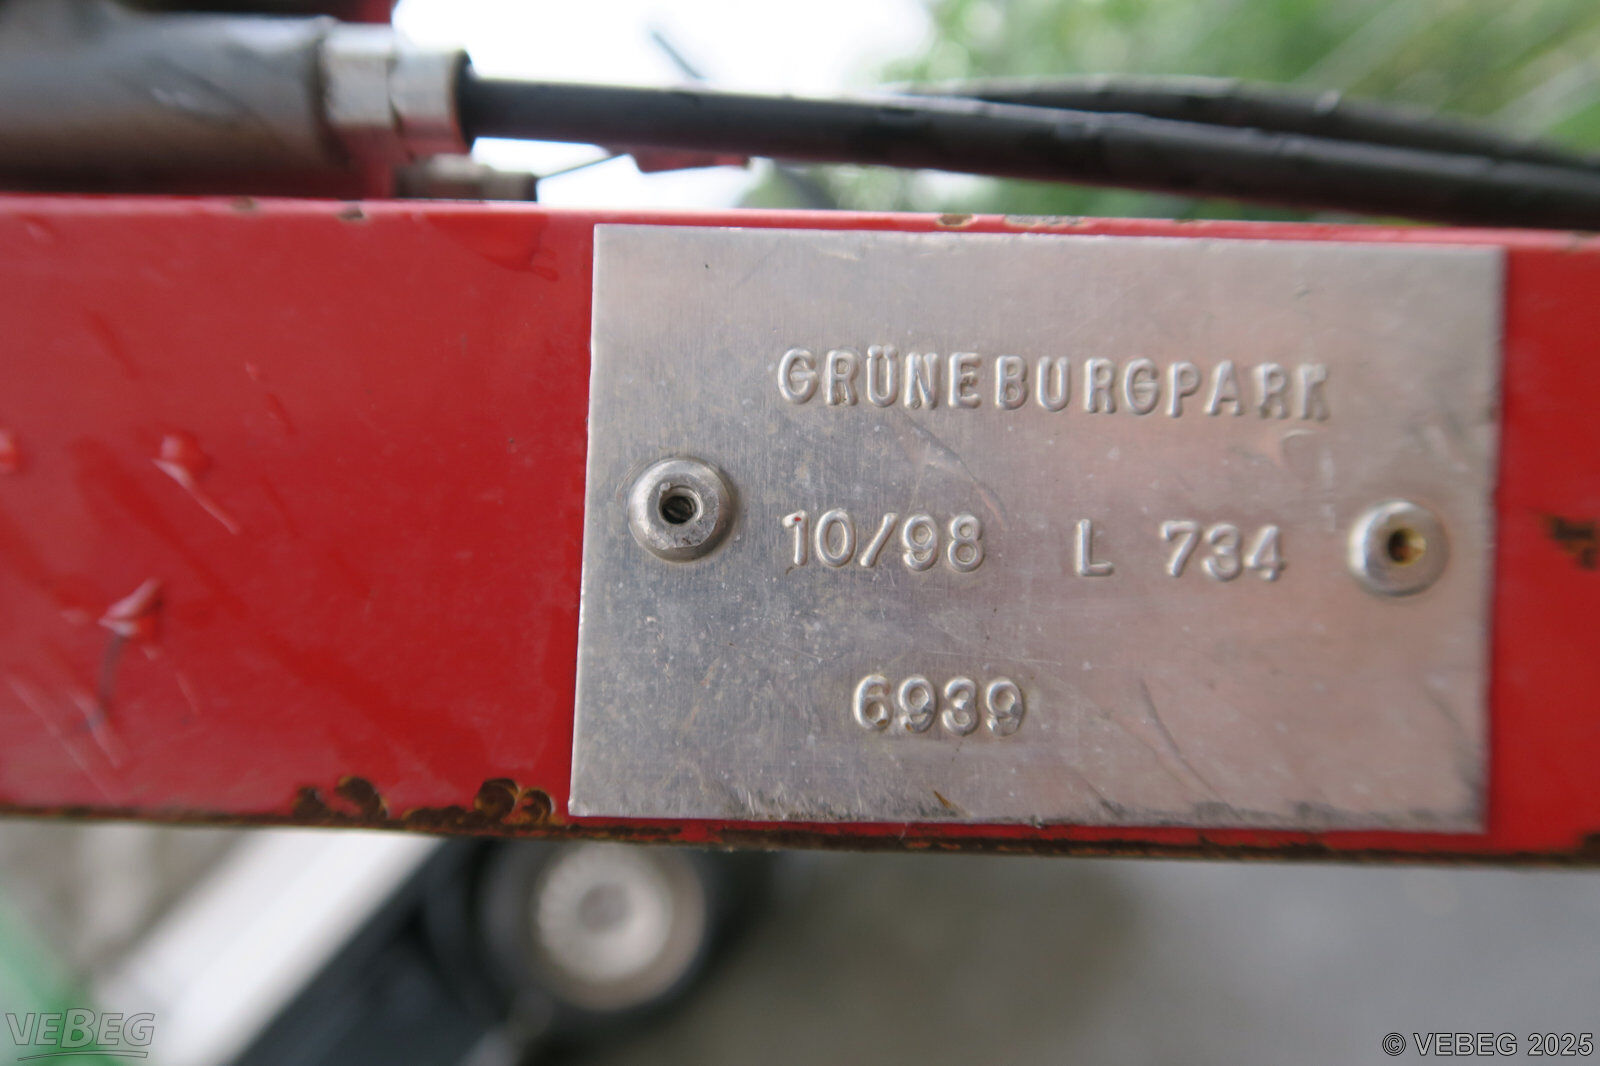 GRÜNEBURGPARK
10/98 L 734
6939
VEBEG
© VEBEG 2025